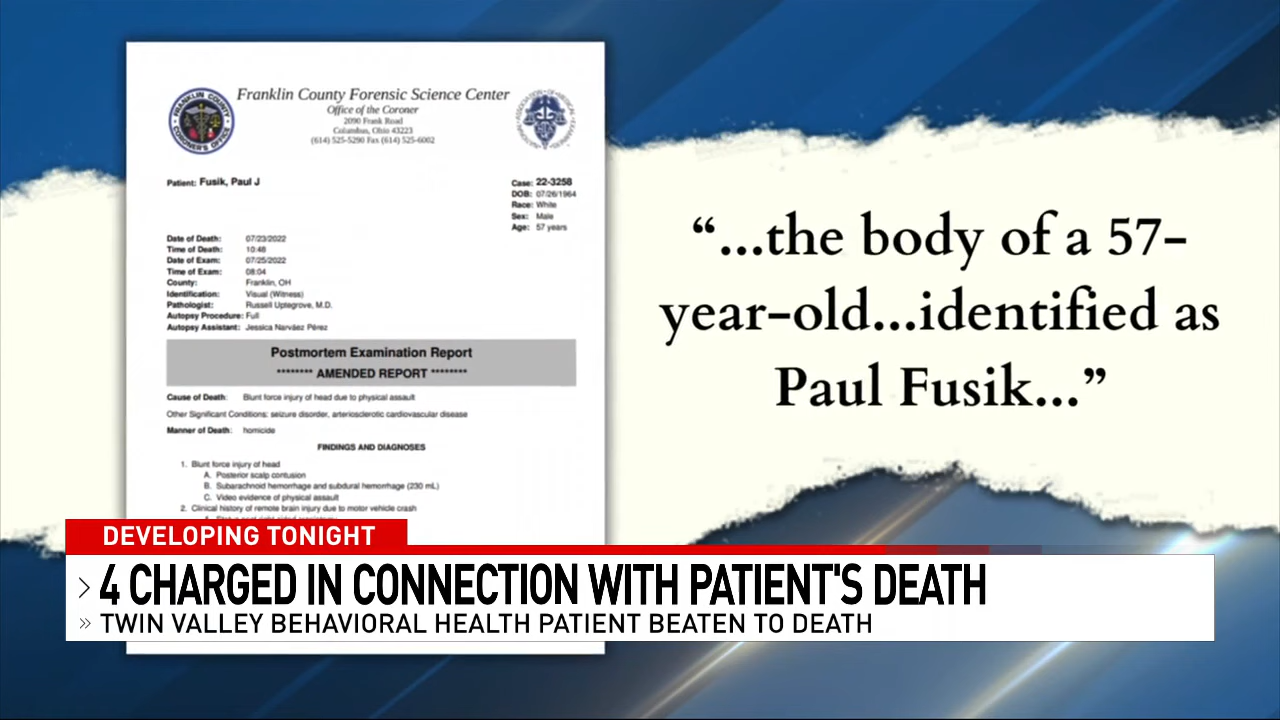 Franklin County Forensic Science Center
Office of the Coroner
2090 Frank Road
Columbus, Ohio 43223
(614) 525-5290 Fax (614) 525-6002
FRANKLIN COUNTY
CORONER'S OFFICE
Patient: Fusik, Paul J
Case: 22-3258
DOB: 07/26/1964
Race: White
Sex: Male
Age: 57 years
Date of Death: 07/23/2022
Time of Death: 10:48
Date of Exam: 07/25/2022
Time of Exam: 08:04
County: Franklin, OH
Identification: Visual (Witness)
Pathologist: Russell Uptegrove, M.D.
Autopsy Procedure: Full
Autopsy Assistant: Jessica Narváez Pérez
Postmortem Examination Report
******** AMENDED REPORT ********
Cause of Death: Blunt force injury of head due to physical assault
Other Significant Conditions: seizure disorder, arteriosclerotic cardiovascular disease
Manner of Death: homicide
FINDINGS AND DIAGNOSES
1. Blunt force injury of head
A. Posterior scalp contusion
B. Subarachnoid hemorrhage and subdural hemorrhage (230 mL)
C. Video evidence of physical assault
2. Clinical history of remote brain injury due to motor vehicle crash
“...the body of a 57-
year-old...identified as
Paul Fusik...”
DEVELOPING TONIGHT
> 4 CHARGED IN CONNECTION WITH PATIENT'S DEATH
» TWIN VALLEY BEHAVIORAL HEALTH PATIENT BEATEN TO DEATH